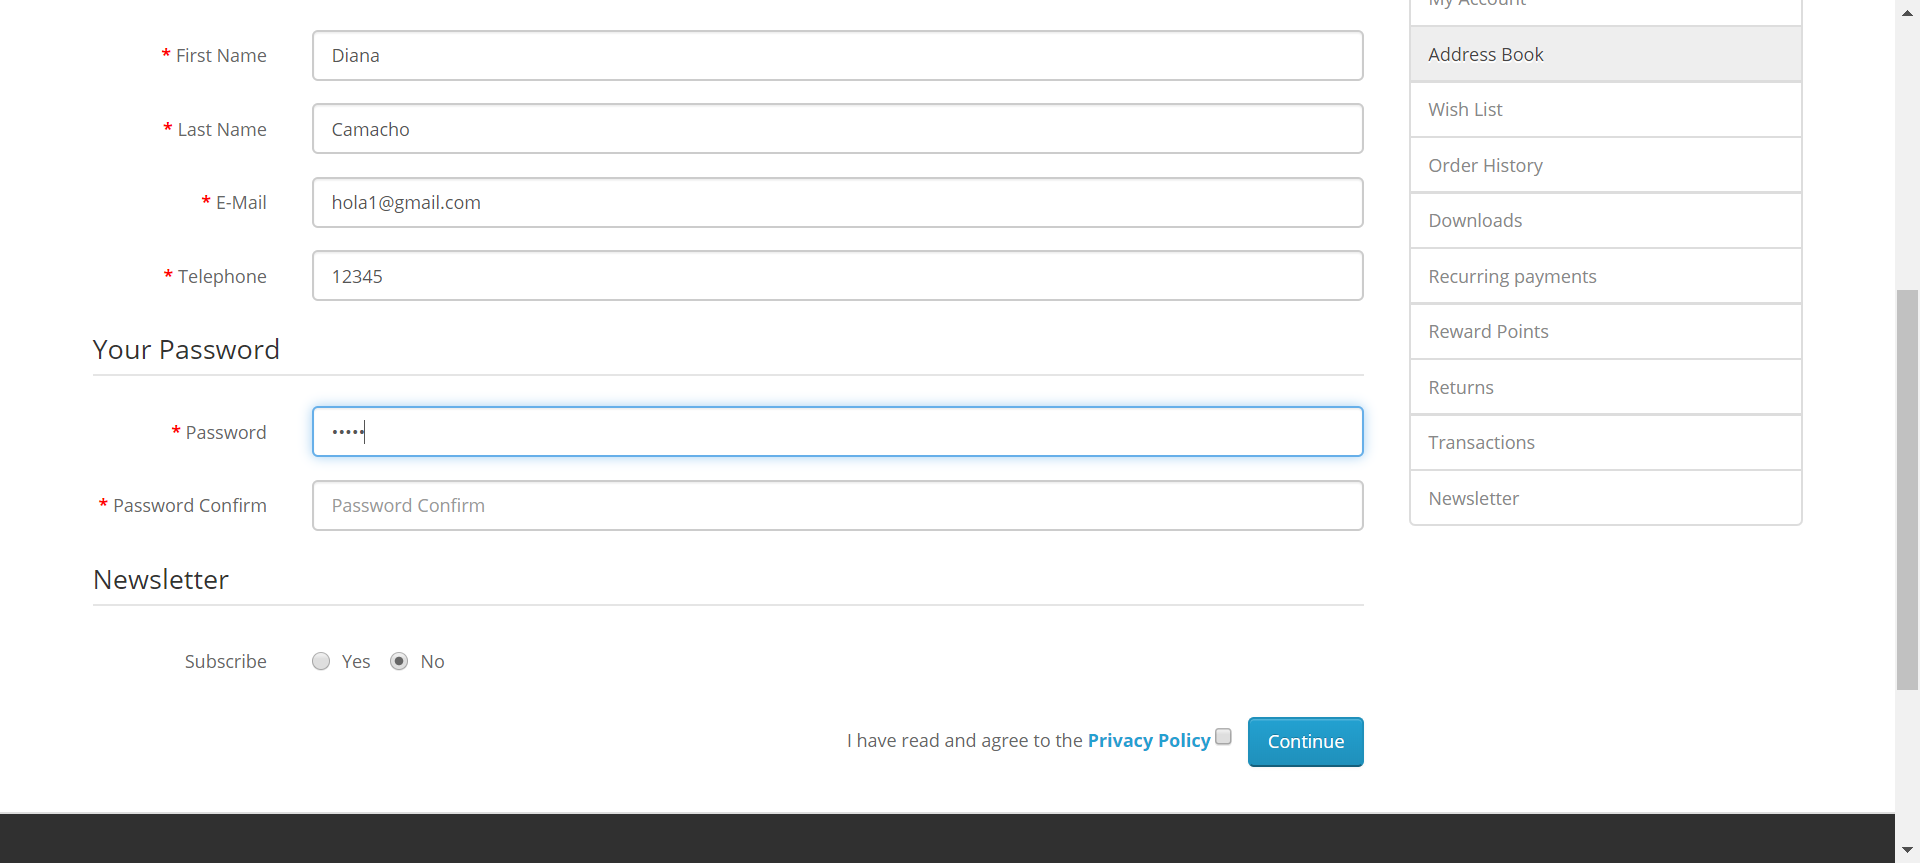 * First Name
Diana
* Last Name
Camacho
* E-Mail
hola1@gmail.com
* Telephone
12345
Your Password
* Password
•••••
* Password Confirm
Password Confirm
Newsletter
Subscribe
Yes
No
I have read and agree to the Privacy Policy
Continue
My Account
Address Book
Wish List
Order History
Downloads
Recurring payments
Reward Points
Returns
Transactions
Newsletter